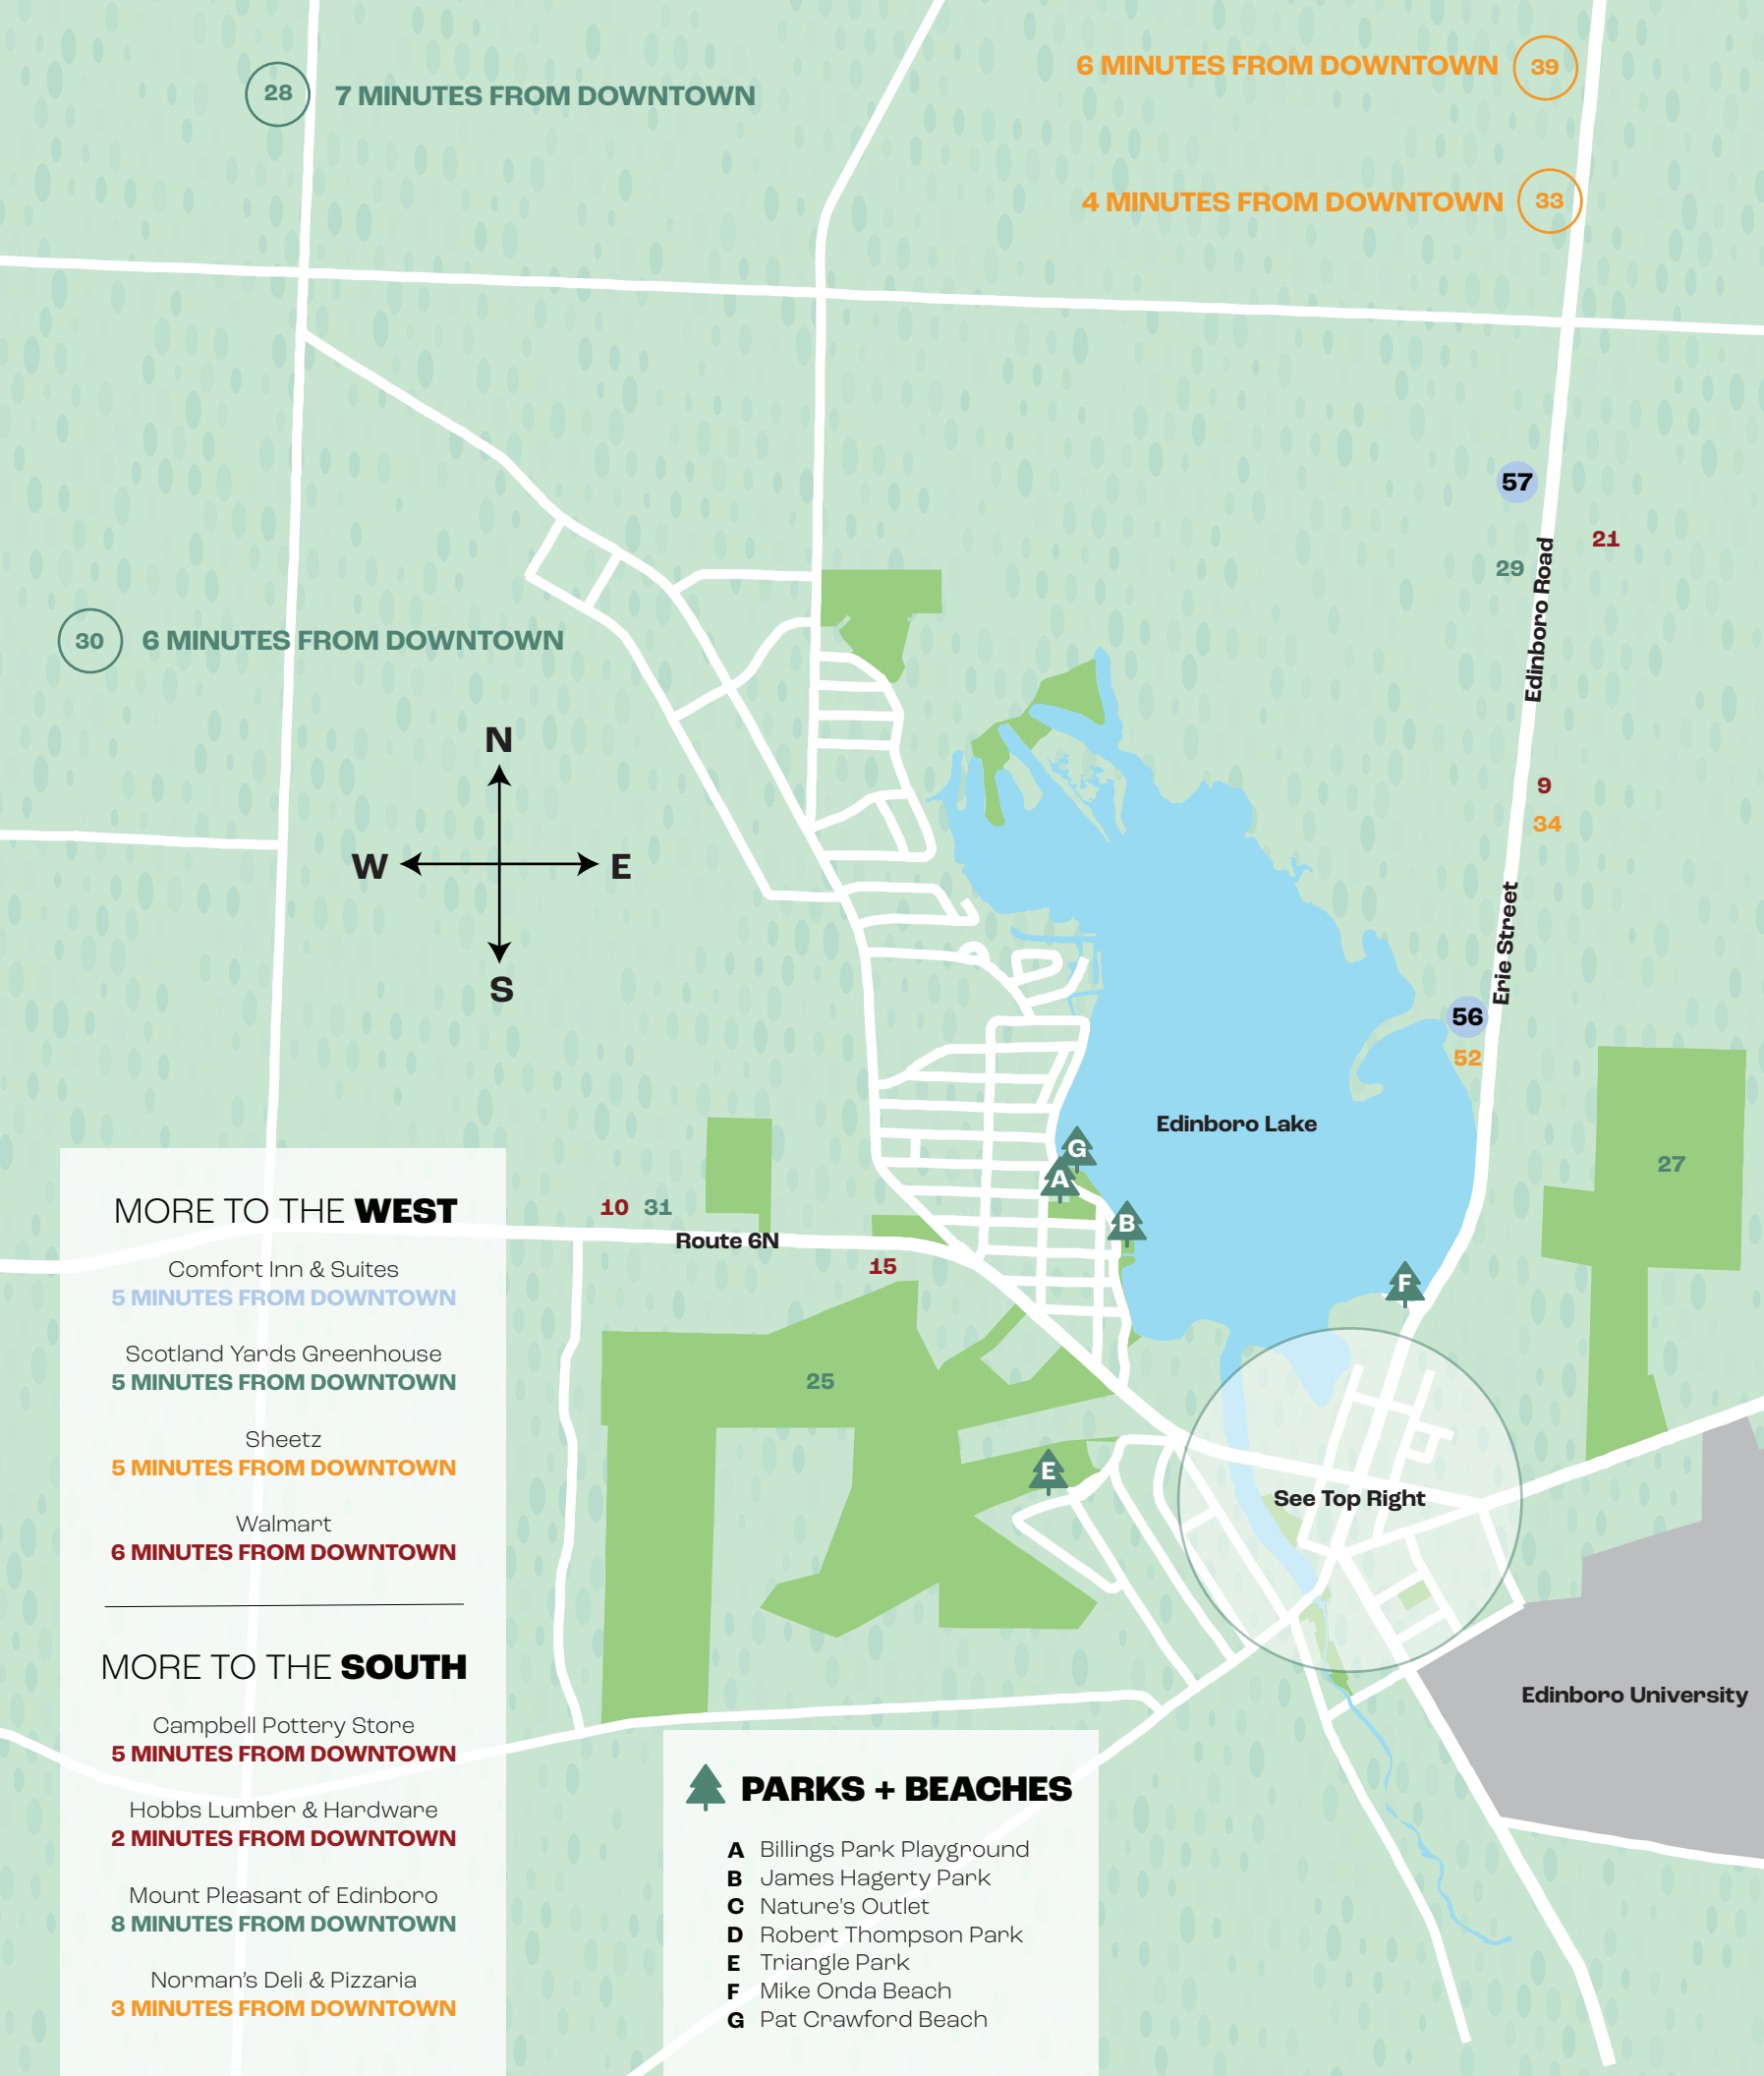 28
7 MINUTES FROM DOWNTOWN
6 MINUTES FROM DOWNTOWN
39
4 MINUTES FROM DOWNTOWN
33
57
21
29
Edinboro Road
30
6 MINUTES FROM DOWNTOWN
N
W
E
S
9
34
Erie Street
56
52
Edinboro Lake
G
A
B
27
10
31
Route 6N
15
F
25
E
See Top Right
Edinboro University
MORE TO THE WEST
Comfort Inn & Suites
5 MINUTES FROM DOWNTOWN
Scotland Yards Greenhouse
5 MINUTES FROM DOWNTOWN
Sheetz
5 MINUTES FROM DOWNTOWN
Walmart
6 MINUTES FROM DOWNTOWN
MORE TO THE SOUTH
Campbell Pottery Store
5 MINUTES FROM DOWNTOWN
Hobbs Lumber & Hardware
2 MINUTES FROM DOWNTOWN
Mount Pleasant of Edinboro
8 MINUTES FROM DOWNTOWN
Norman's Deli & Pizzaria
3 MINUTES FROM DOWNTOWN
PARKS + BEACHES
A Billings Park Playground
B James Hagerty Park
C Nature's Outlet
D Robert Thompson Park
E Triangle Park
F Mike Onda Beach
G Pat Crawford Beach